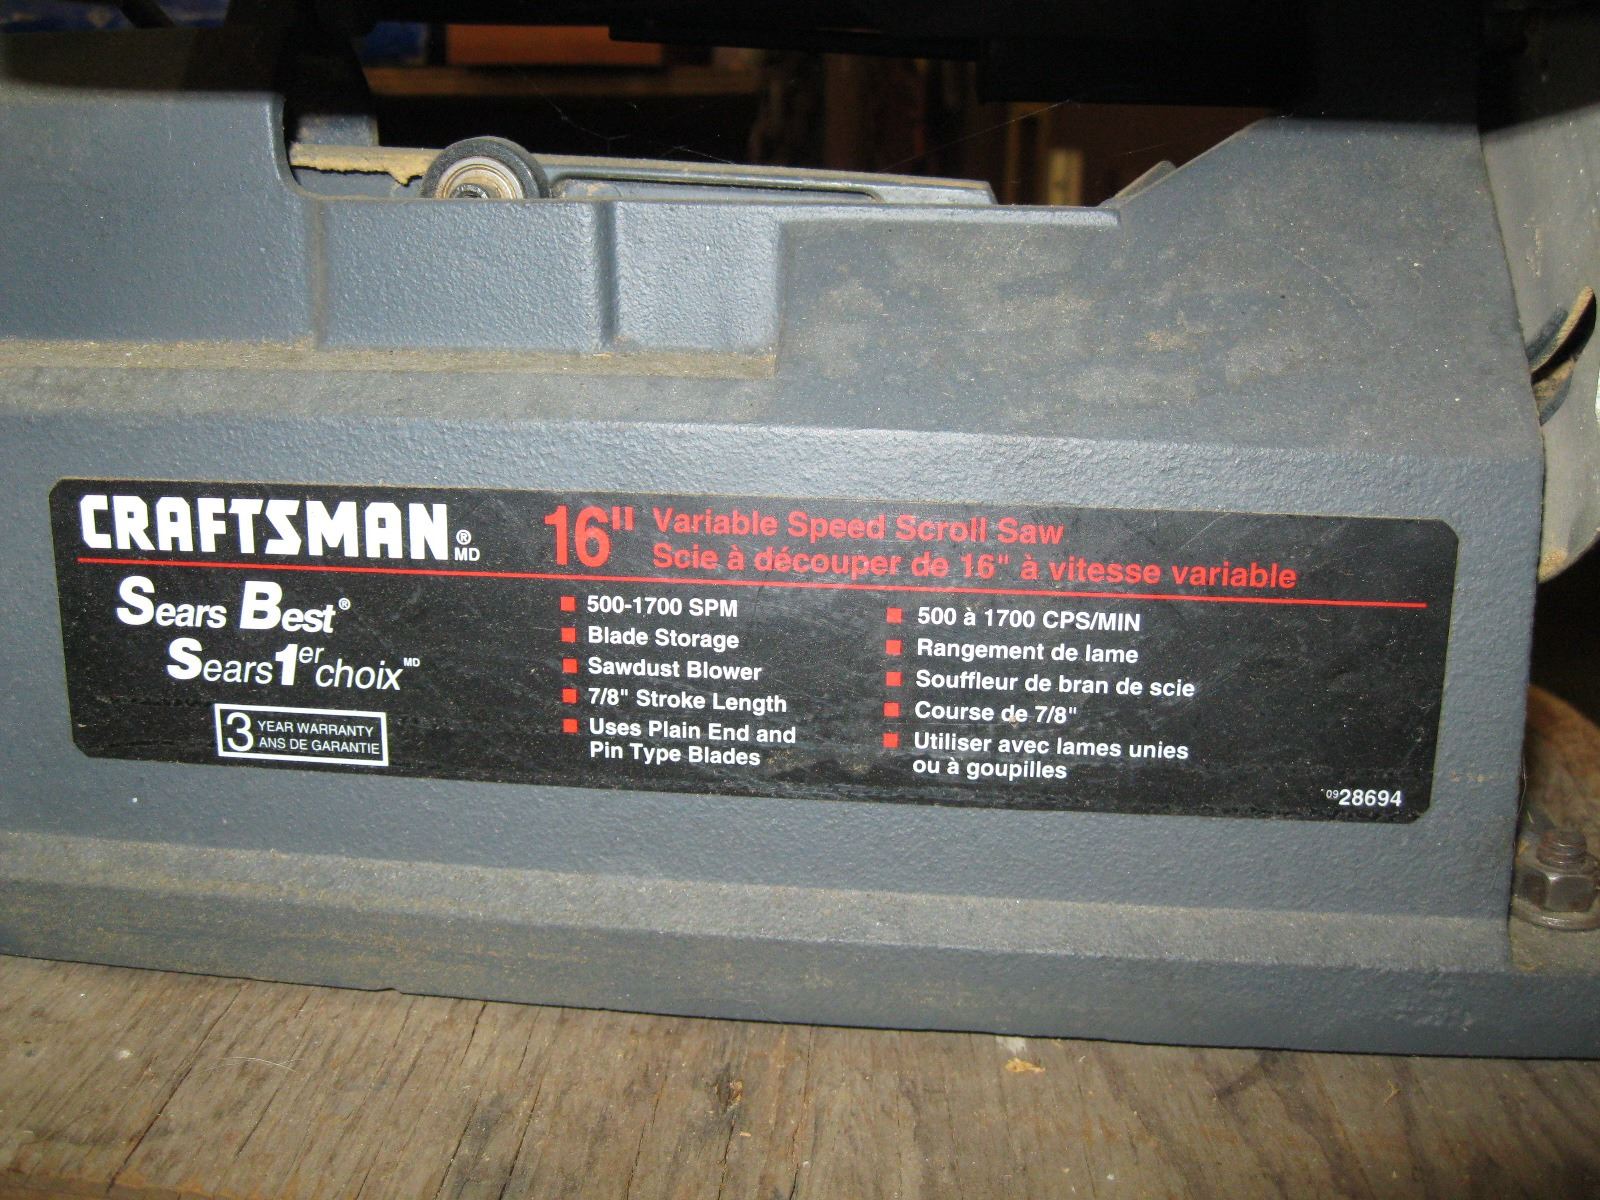 CRAFTSMAN ® MD
Sears Best®
Sears 1er choix MD
3 YEAR WARRANTY
ANS DE GARANTIE
16" Variable Speed Scroll Saw
Scie à découper de 16" à vitesse variable
500-1700 SPM
Blade Storage
Sawdust Blower
7/8" Stroke Length
Uses Plain End and
Pin Type Blades
500 à 1700 CPS/MIN
Rangement de lame
Souffleur de bran de scie
Course de 7/8"
Utiliser avec lames unies
ou à goupilles
0928694